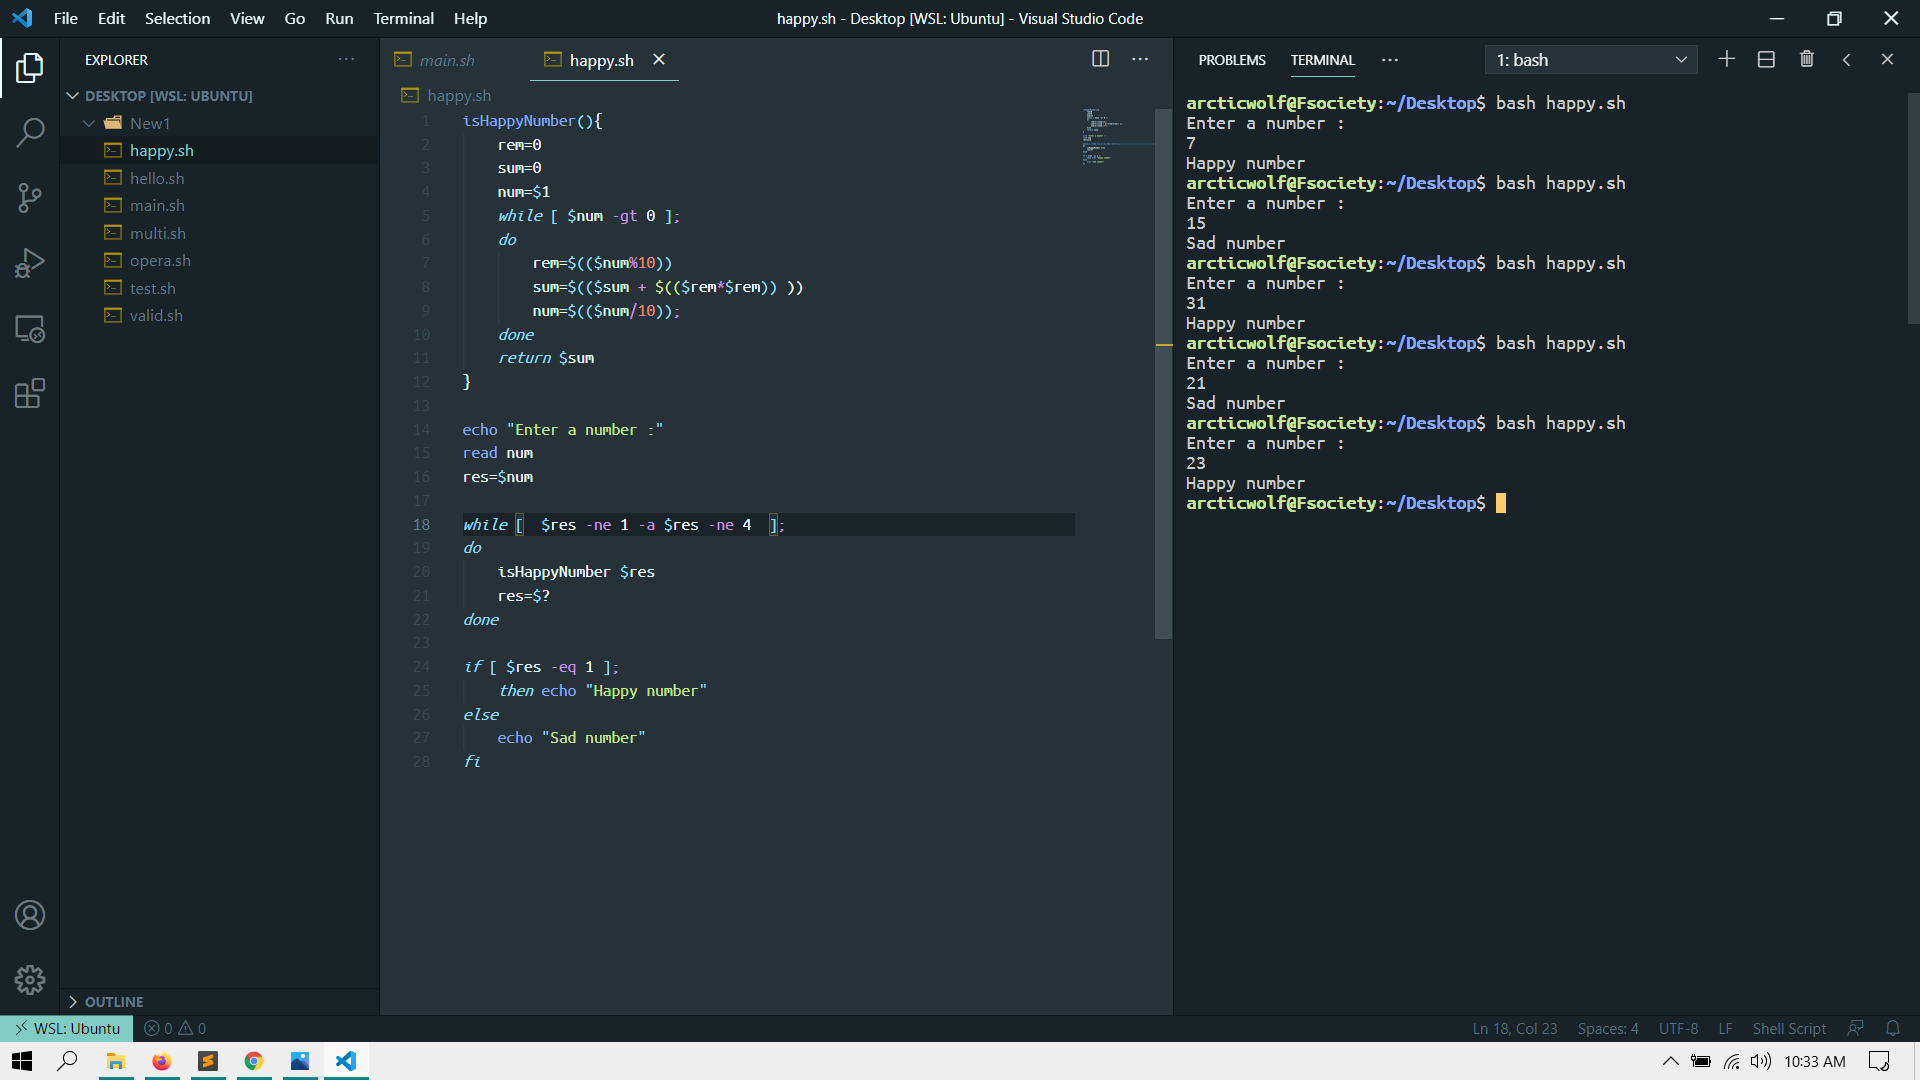 File Edit Selection View Go Run Terminal Help
happy.sh - Desktop [WSL: Ubuntu] - Visual Studio Code
EXPLORER
DESKTOP [WSL: UBUNTU]
New1
happy.sh
hello.sh
main.sh
multi.sh
opera.sh
test.sh
valid.sh
OUTLINE
main.sh happy.sh
happy.sh
1 isHappyNumber(){
2 rem=0
3 sum=0
4 num=$1
5 while [ $num -gt 0 ];
6 do
7 rem=$(($num%10))
8 sum=$(($sum + $(($rem*$rem)) ))
9 num=$(($num/10));
10 done
11 return $sum
12 }
13
14 echo "Enter a number :"
15 read num
16 res=$num
17
18 while [  $res -ne 1 -a $res -ne 4  ];
19 do
20 isHappyNumber $res
21 res=$?
22 done
23
24 if [ $res -eq 1 ];
25 then echo "Happy number"
26 else
27 echo "Sad number"
28 fi
PROBLEMS TERMINAL 1: bash
arcticwolf@Fsociety:~/Desktop$ bash happy.sh
Enter a number :
7
Happy number
arcticwolf@Fsociety:~/Desktop$ bash happy.sh
Enter a number :
15
Sad number
arcticwolf@Fsociety:~/Desktop$ bash happy.sh
Enter a number :
31
Happy number
arcticwolf@Fsociety:~/Desktop$ bash happy.sh
Enter a number :
21
Sad number
arcticwolf@Fsociety:~/Desktop$ bash happy.sh
Enter a number :
23
Happy number
arcticwolf@Fsociety:~/Desktop$
WSL: Ubuntu 0 0
Ln 18, Col 23 Spaces: 4 UTF-8 LF Shell Script
10:33 AM